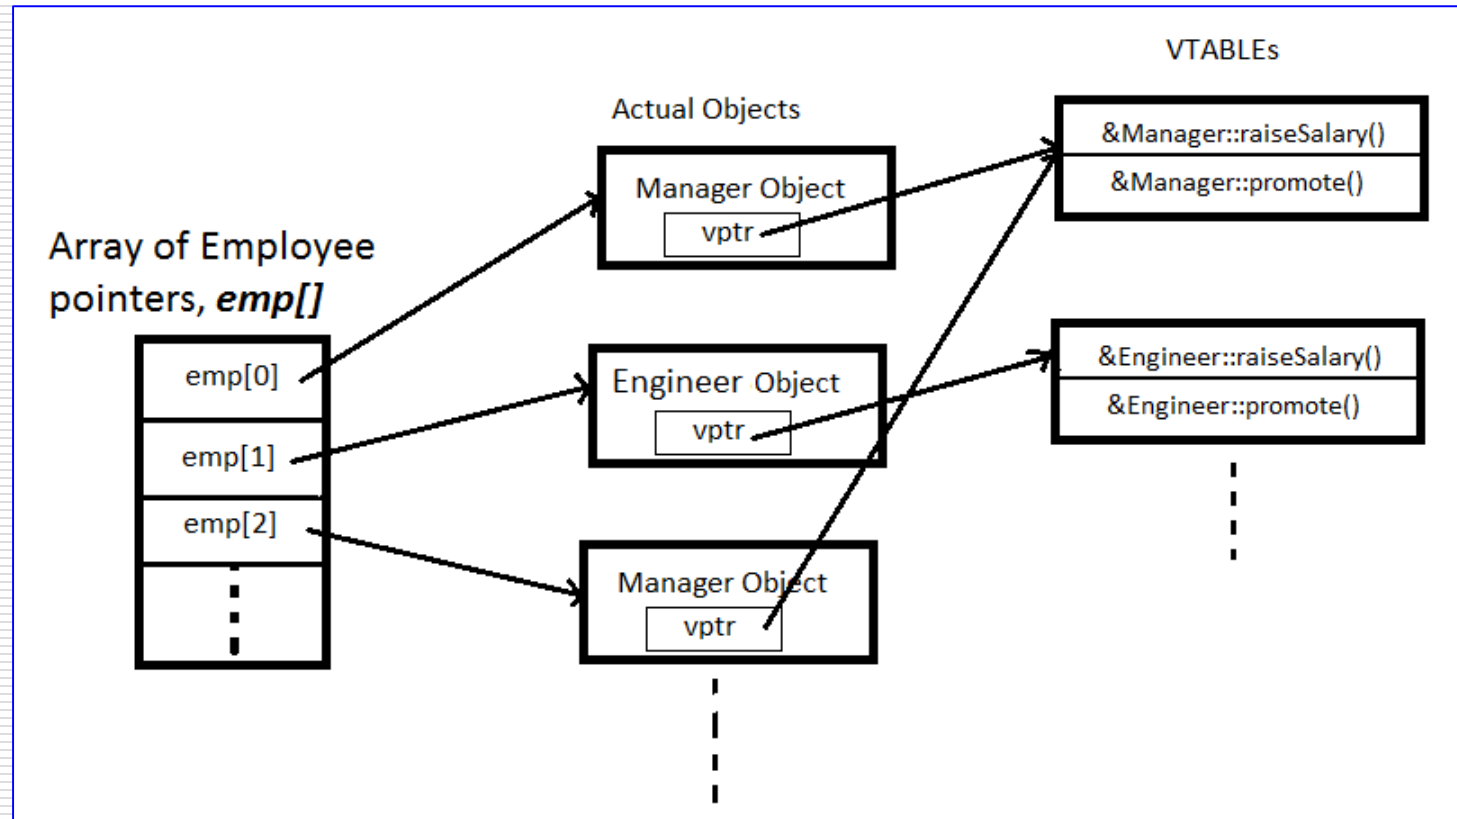 VTABLEs
Actual Objects
&Manager::raiseSalary()
&Manager::promote()
Manager Object
vptr
Array of Employee
pointers, emp[]
emp[0]
emp[1]
emp[2]
Engineer Object
vptr
&Engineer::raiseSalary()
&Engineer::promote()
Manager Object
vptr